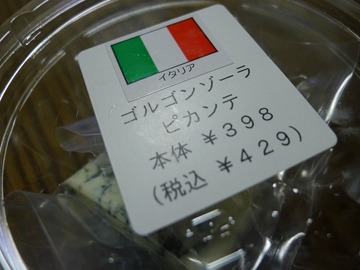 イタリア
ゴルゴンゾーラ
ピカンテ
本体 ¥398
(税込 ¥429)